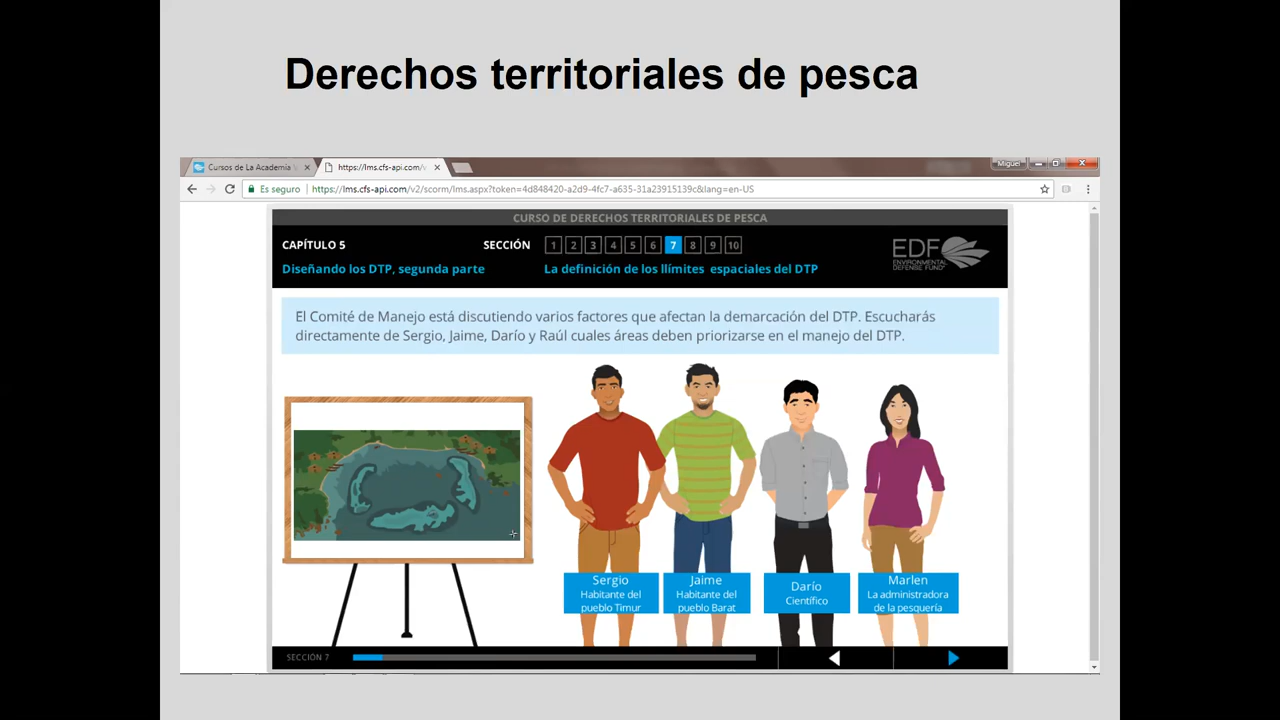 Derechos territoriales de pesca
Cursos de La Academia
https://lms.cfs-api.com/v
Miguel
Es seguro
https://lms.cfs-api.com/v2/scorm/lms.aspx?token=4d848420-a2d9-4fc7-a635-31a23915139c&lang=en-US
CURSO DE DERECHOS TERRITORIALES DE PESCA
CAPÍTULO 5
SECCIÓN
1 2 3 4 5 6 7 8 9 10
EDF
ENVIRONMENTAL
DEFENSE FUND®
Diseñando los DTP, segunda parte
La definición de los llímites espaciales del DTP
El Comité de Manejo está discutiendo varios factores que afectan la demarcación del DTP. Escucharás
directamente de Sergio, Jaime, Darío y Raúl cuales áreas deben priorizarse en el manejo del DTP.
Sergio
Habitante del
pueblo Timur
Jaime
Habitante del
pueblo Barat
Darío
Científico
Marlen
La administradora
de la pesquería
SECCIÓN 7